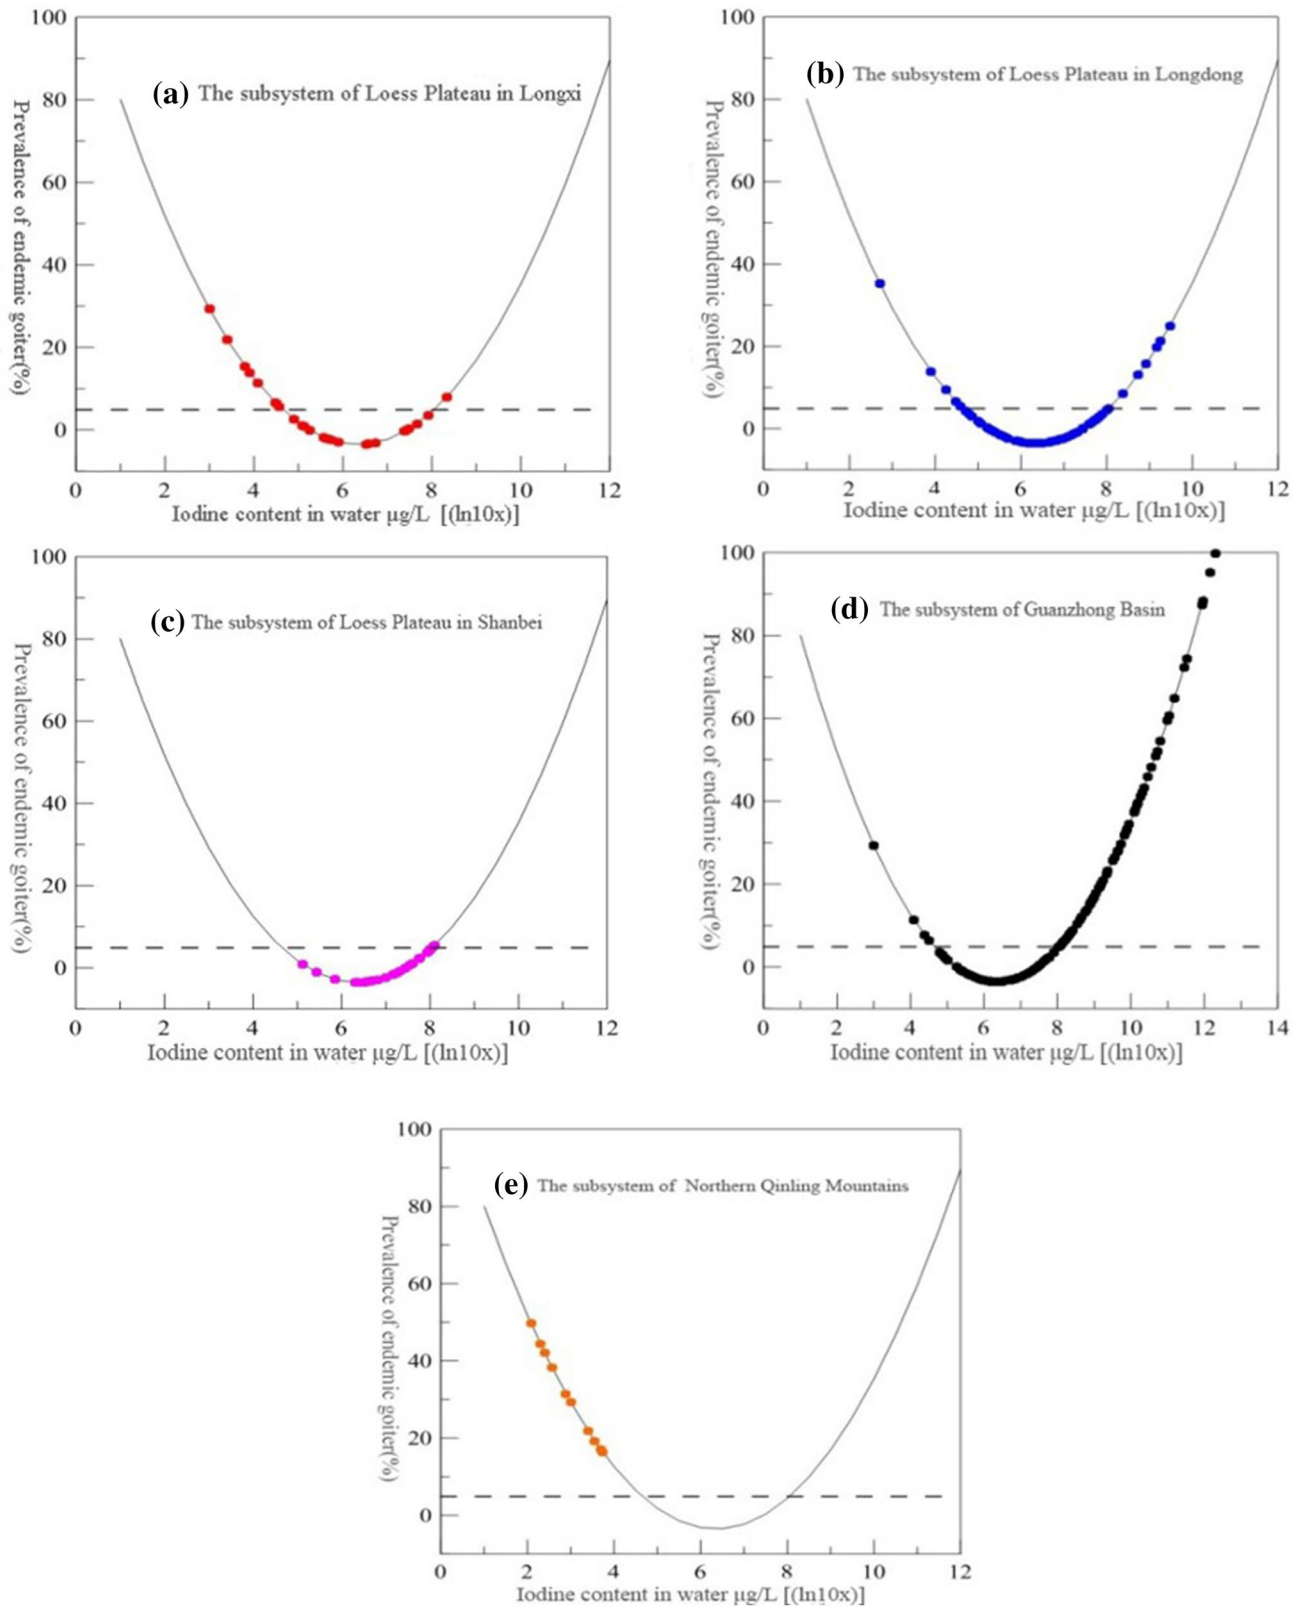 (a) The subsystem of Loess Plateau in Longxi
Prevalence of endemic goiter(%)
100
80
60
40
20
0
0 2 4 6 8 10 12
Iodine content in water μg/L [(ln10x)]
(b) The subsystem of Loess Plateau in Longdong
Prevalence of endemic goiter(%)
100
80
60
40
20
0
0 2 4 6 8 10 12
Iodine content in water μg/L [(ln10x)]
(c) The subsystem of Loess Plateau in Shanbei
Prevalence of endemic goiter(%)
100
80
60
40
20
0
0 2 4 6 8 10 12
Iodine content in water μg/L [(ln10x)]
(d) The subsystem of Guanzhong Basin
Prevalence of endemic goiter(%)
100
80
60
40
20
0
0 2 4 6 8 10 12 14
Iodine content in water μg/L [(ln10x)]
(e) The subsystem of Northern Qinling Mountains
Prevalence of endemic goiter(%)
100
80
60
40
20
0
0 2 4 6 8 10 12
Iodine content in water μg/L [(ln10x)]